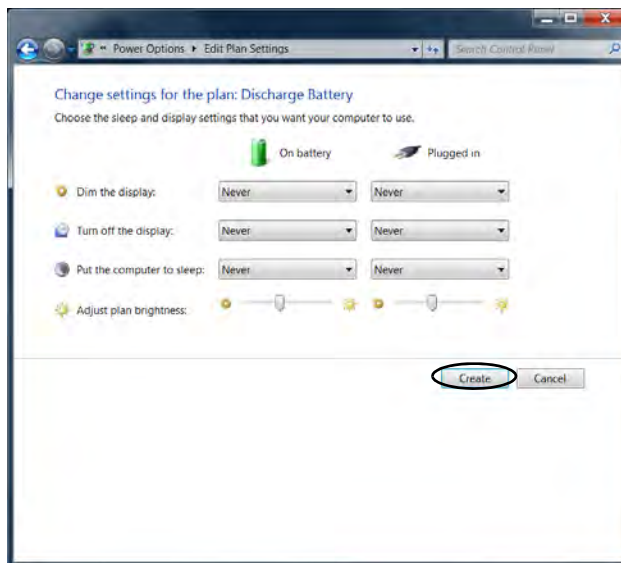 Power Options ▸ Edit Plan Settings Search Control Panel
Change settings for the plan: Discharge Battery
Choose the sleep and display settings that you want your computer to use.
On battery Plugged in
Dim the display: Never Never
Turn off the display: Never Never
Put the computer to sleep: Never Never
Adjust plan brightness:
Create Cancel